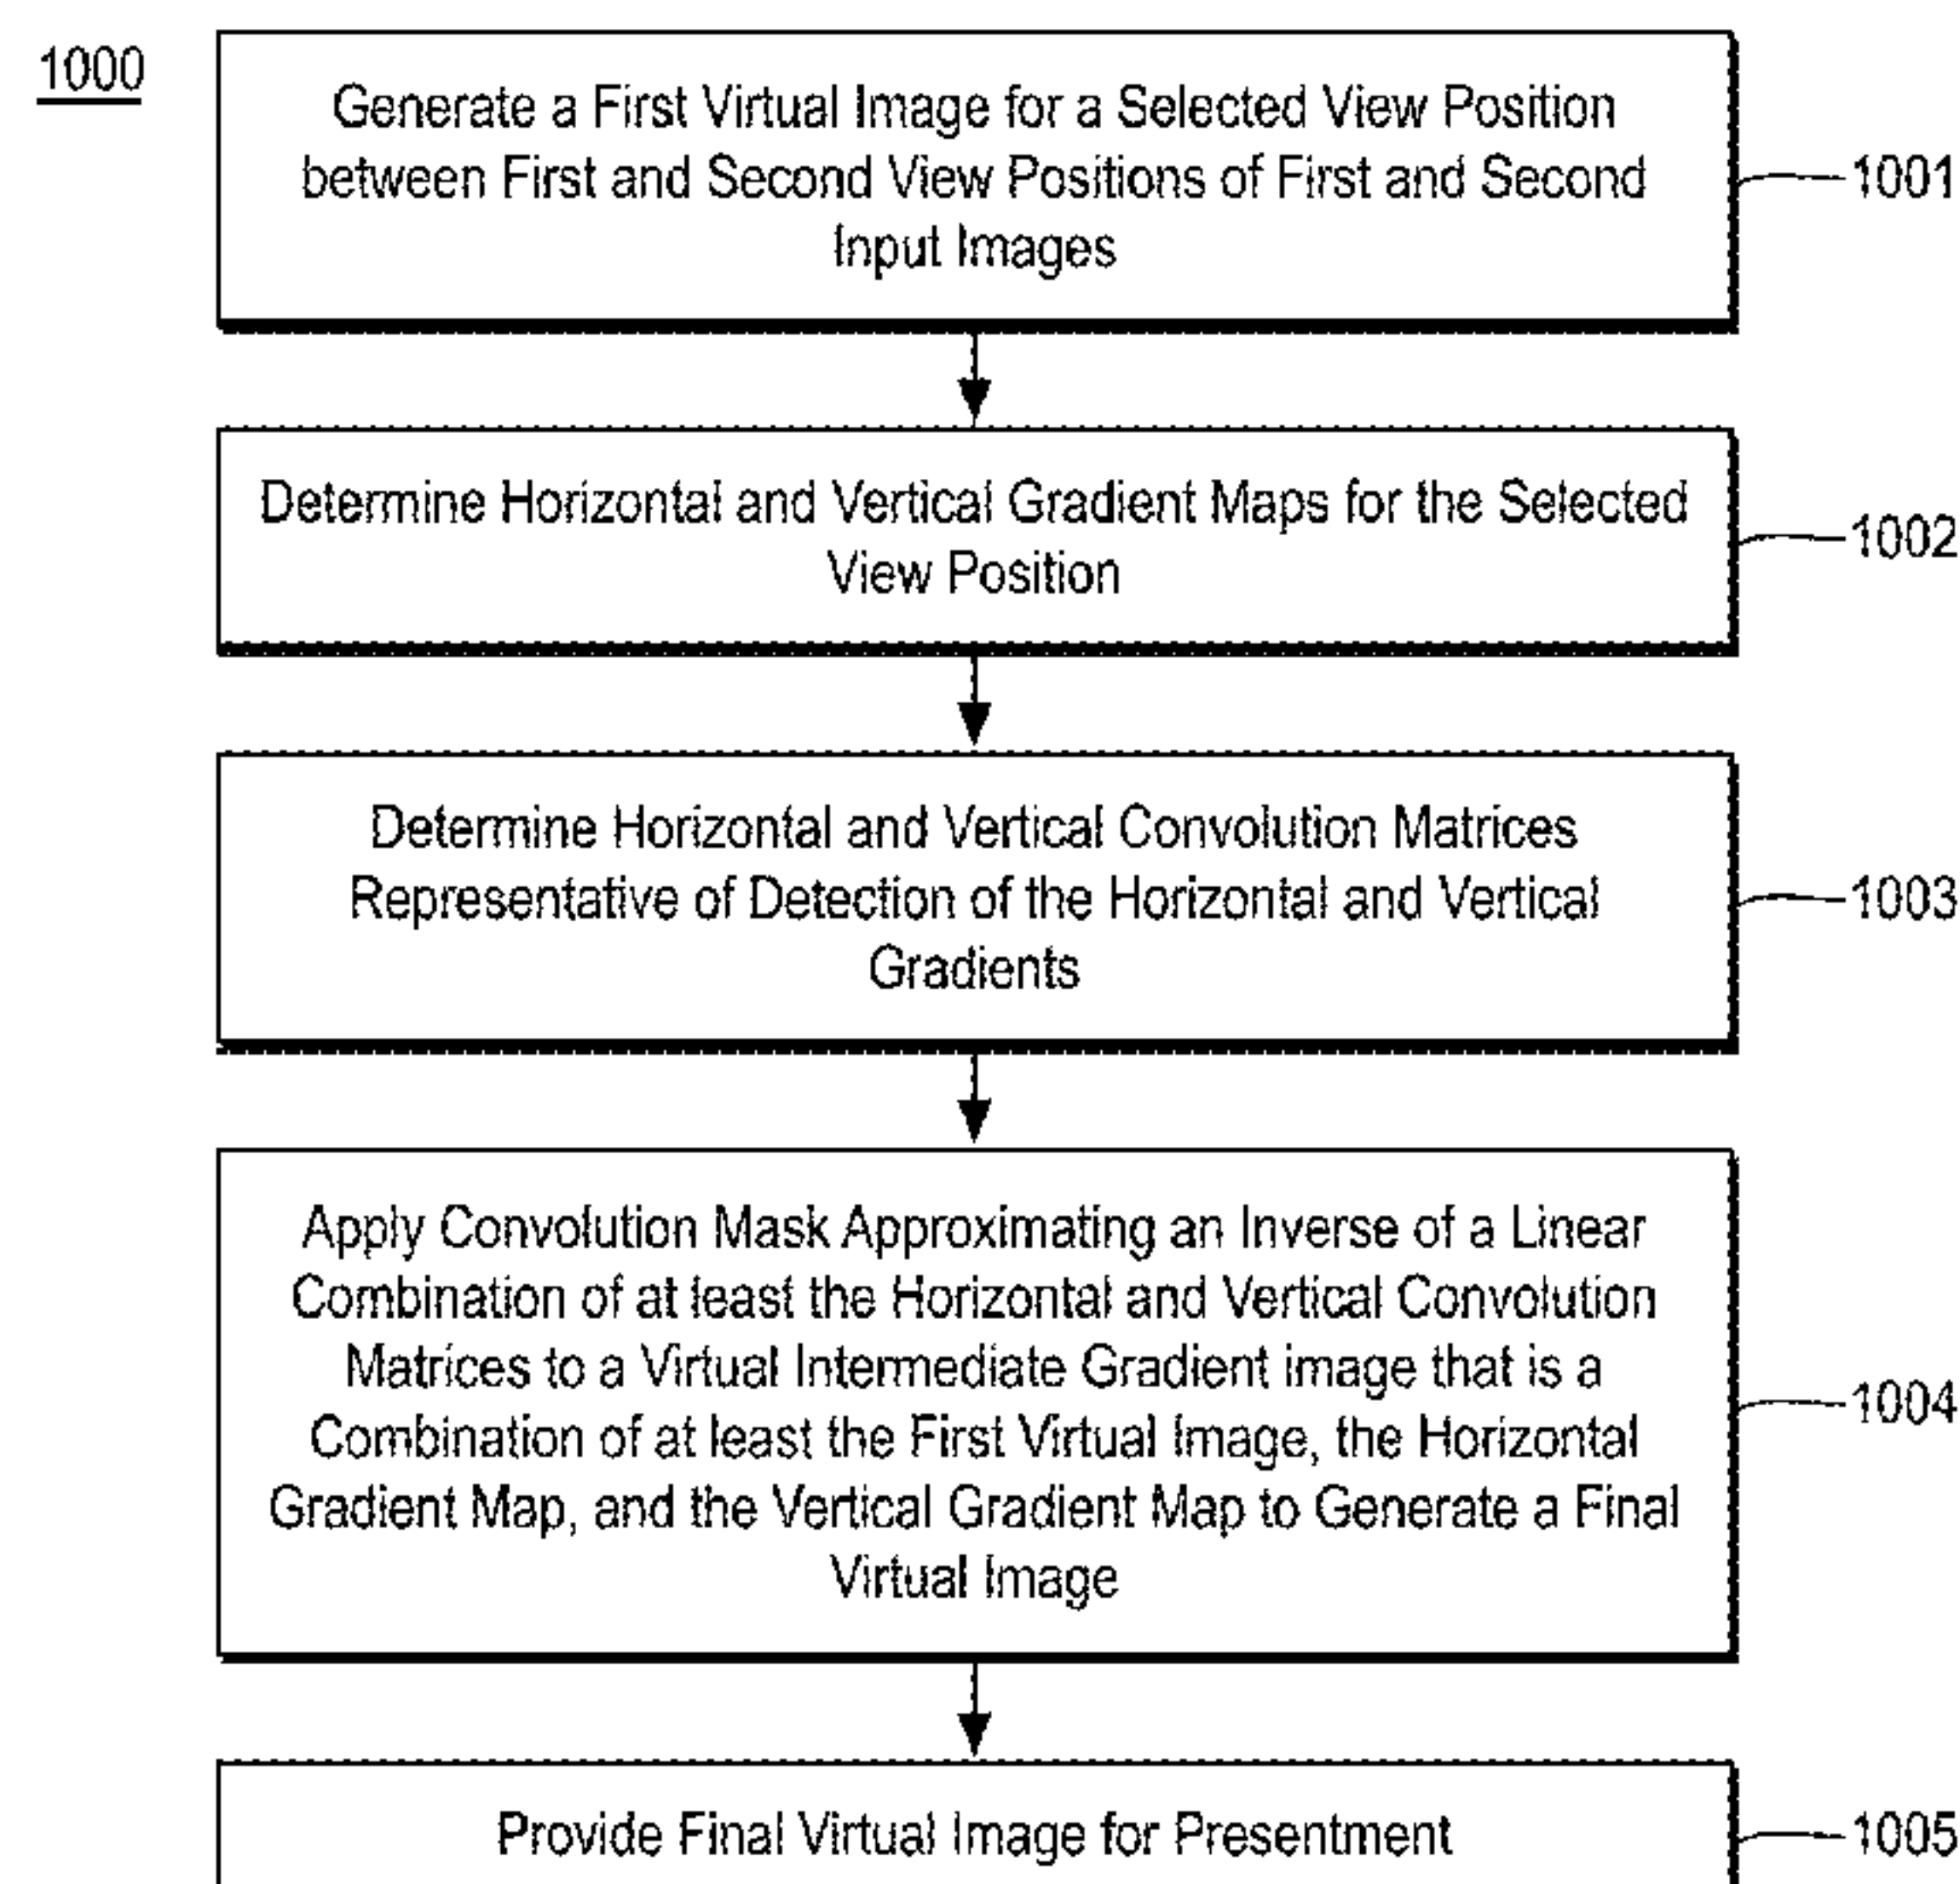 1000
Generate a First Virtual Image for a Selected View Position
between First and Second View Positions of First and Second
Input Images
1001
Determine Horizontal and Vertical Gradient Maps for the Selected
View Position
1002
Determine Horizontal and Vertical Convolution Matrices
Representative of Detection of the Horizontal and Vertical
Gradients
1003
Apply Convolution Mask Approximating an Inverse of a Linear
Combination of at least the Horizontal and Vertical Convolution
Matrices to a Virtual Intermediate Gradient image that is a
Combination of at least the First Virtual Image, the Horizontal
Gradient Map, and the Vertical Gradient Map to Generate a Final
Virtual Image
1004
Provide Final Virtual Image for Presentment
1005